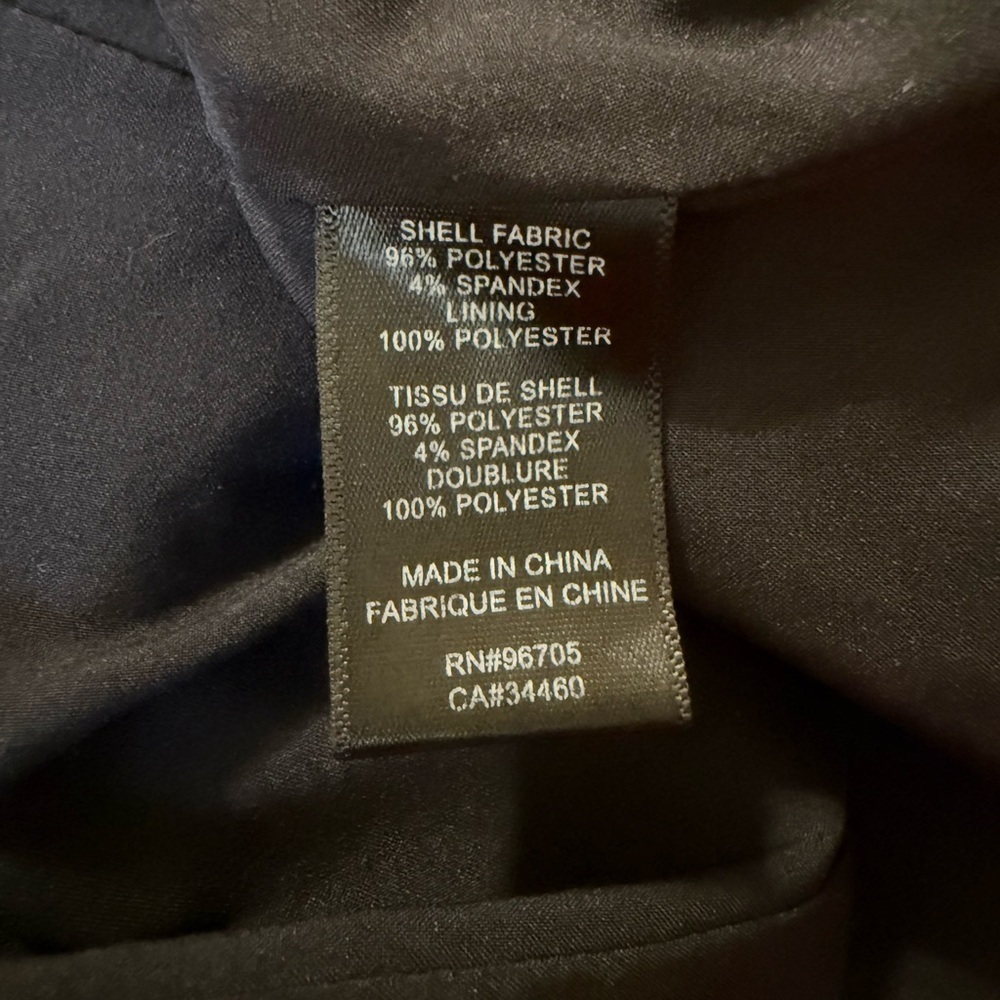 SHELL FABRIC
96% POLYESTER
4% SPANDEX
LINING
100% POLYESTER
TISSU DE SHELL
96% POLYESTER
4% SPANDEX
DOUBLURE
100% POLYESTER
MADE IN CHINA
FABRIQUE EN CHINE
RN#96705
CA#34460